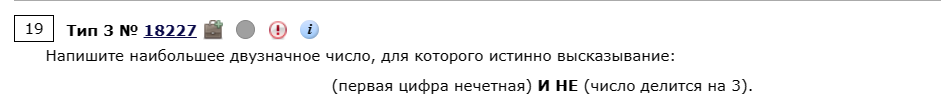 19 Тип 3 № 18227
Напишите наибольшее двузначное число, для которого истинно высказывание:
(первая цифра нечетная) И НЕ (число делится на 3).